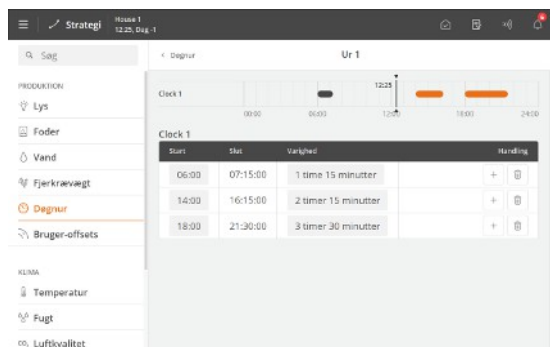 Strategi
House 1
12:25, Dag -1
Søg
< Døgnur
Ur 1
PRODUKTION
Lys
Foder
Vand
Fjerkrævægt
Døgnur
Bruger-offsets
KLIMA
Temperatur
Fugt
CO₂ Luftkvalitet
Clock 1
12:25
00:00 06:00 12:00 18:00 24:00
Clock 1
Start Slut Varighed Handling
06:00 07:15:00 1 time 15 minutter
14:00 16:15:00 2 timer 15 minutter
18:00 21:30:00 3 timer 30 minutter